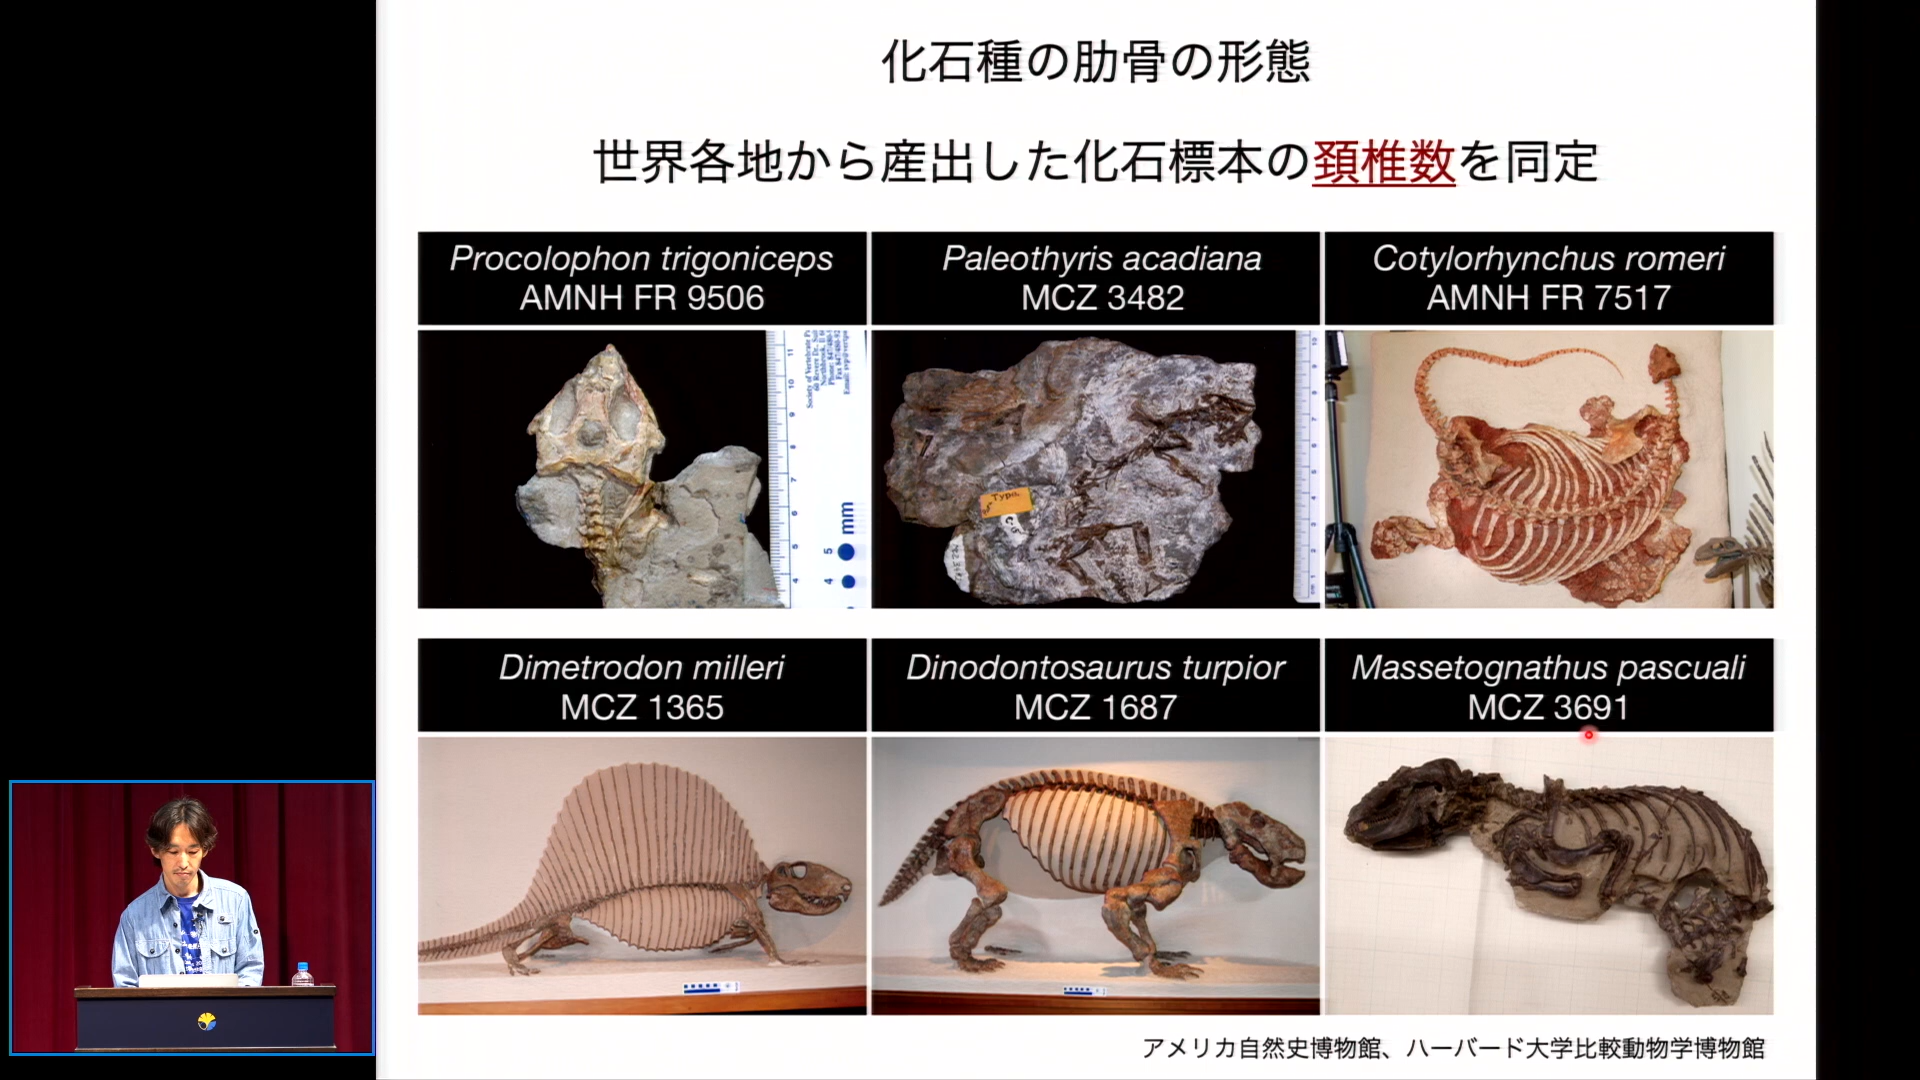 化石種の肋骨の形態
世界各地から産出した化石標本の頚椎数を同定
Procolophon trigoniceps
AMNH FR 9506
Paleothyris acadiana
MCZ 3482
Cotylorhynchus romeri
AMNH FR 7517
mm
Type
Dimetrodon milleri
MCZ 1365
Dinodontosaurus turpior
MCZ 1687
Massetognathus pascuali
MCZ 3691
アメリカ自然史博物館、ハーバード大学比較動物学博物館